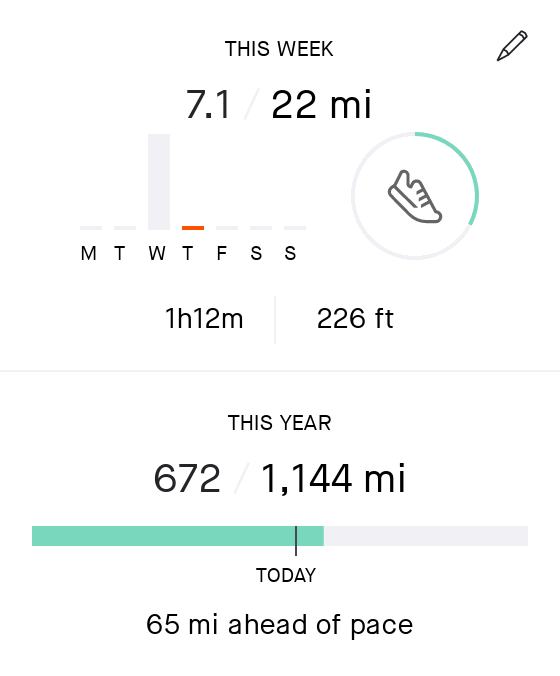 THIS WEEK
7.1 / 22 mi
M T W T F S S
1h12m 226 ft
THIS YEAR
672 / 1,144 mi
TODAY
65 mi ahead of pace